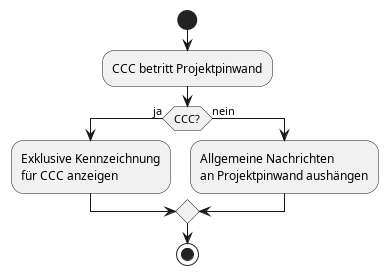 CCC betritt Projektpinwand
ja
CCC?
nein
Exklusive Kennzeichnung
für CCC anzeigen
Allgemeine Nachrichten
an Projektpinwand aushängen